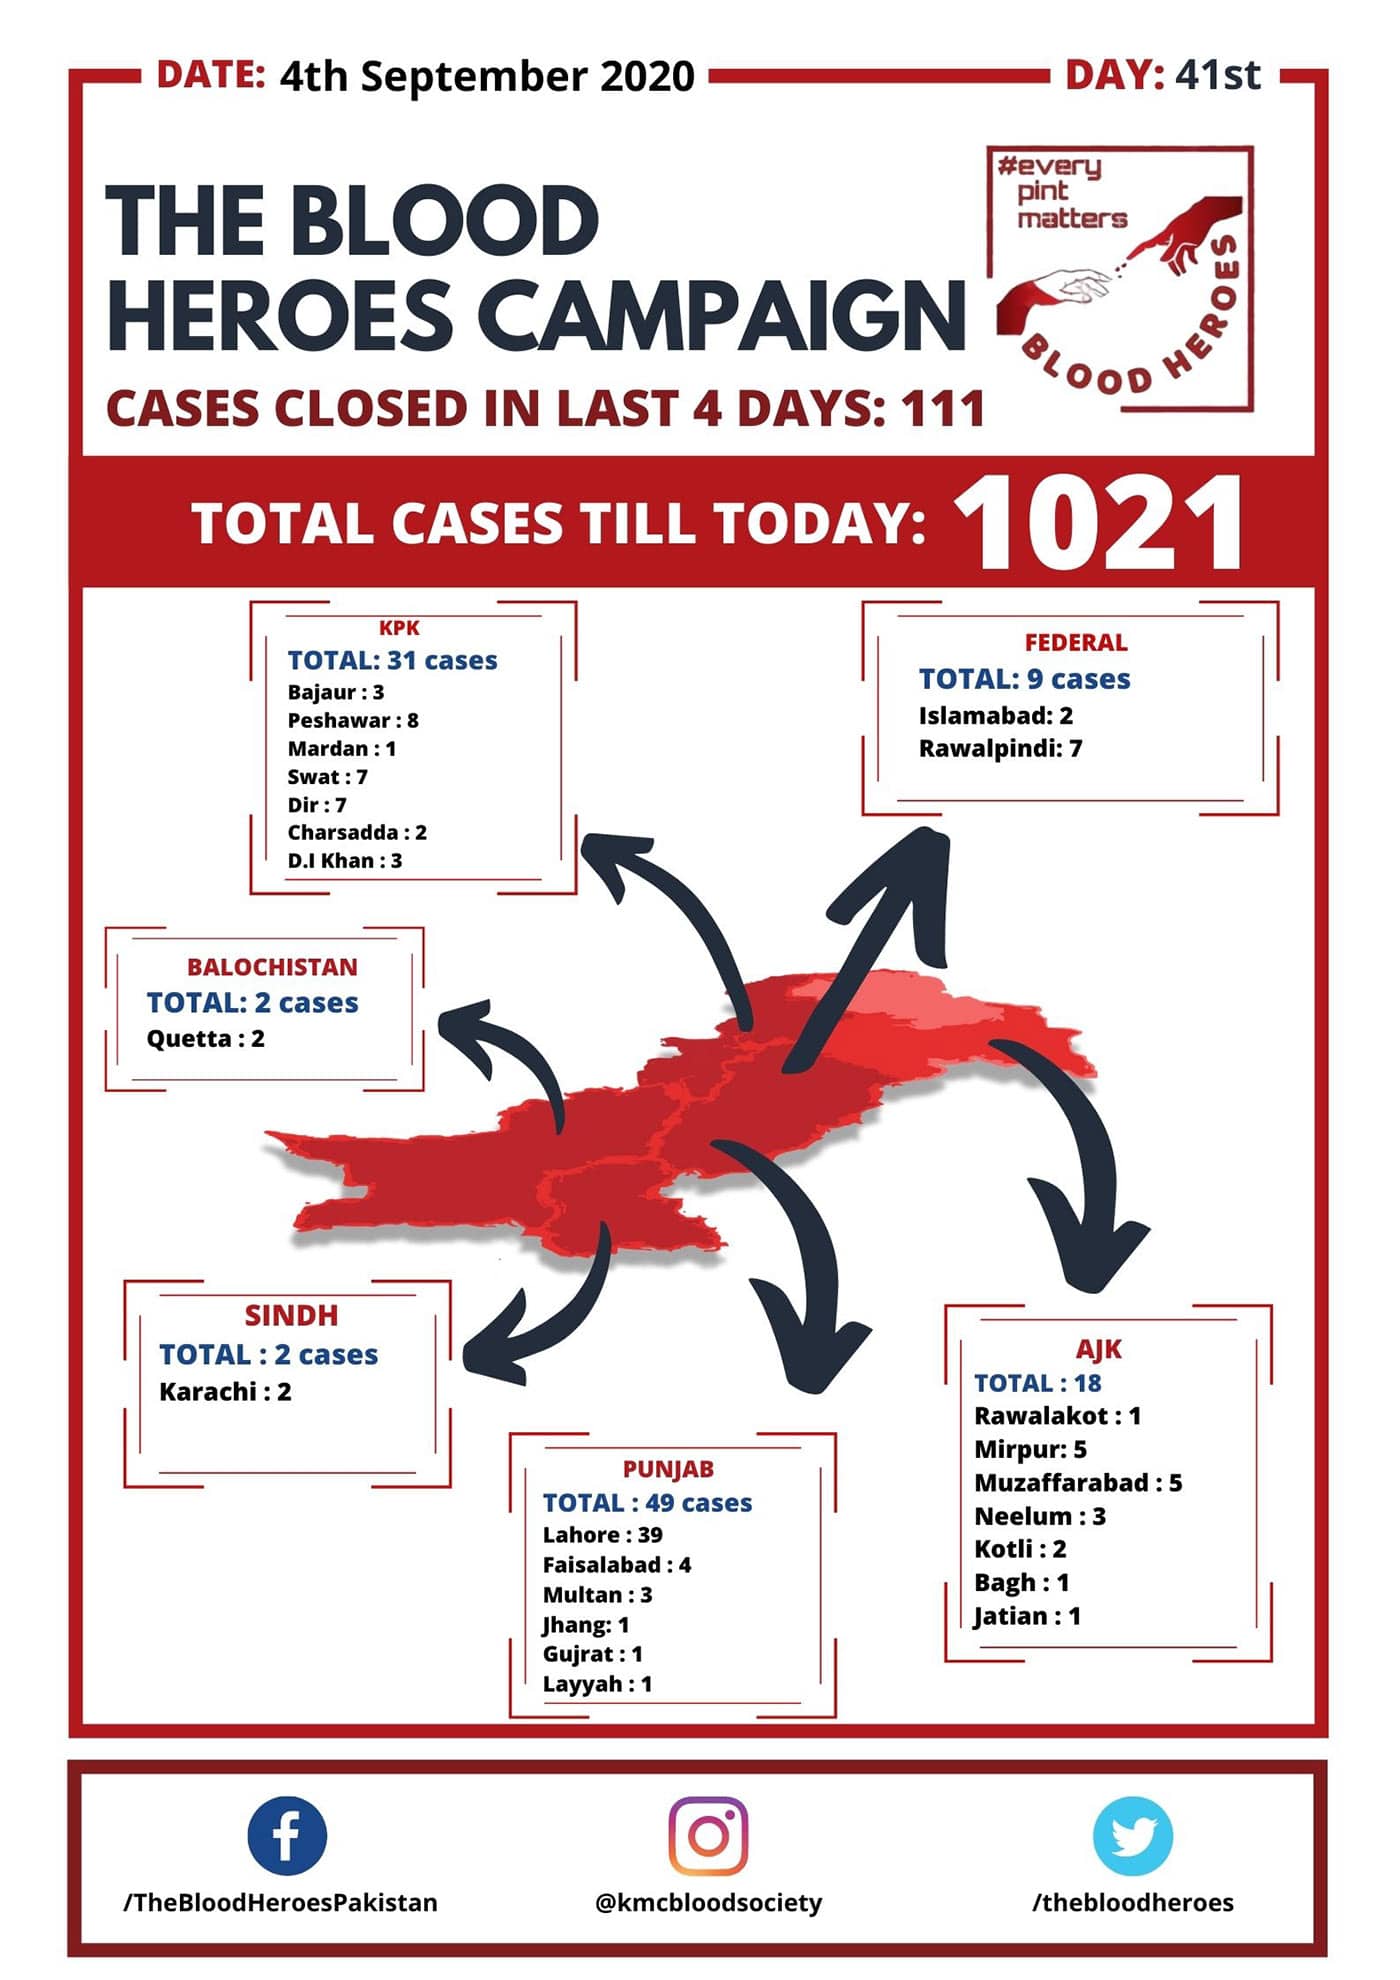 DATE: 4th September 2020
DAY: 41st
#every
pint
matters
BLOOD HEROES
THE BLOOD
HEROES CAMPAIGN
CASES CLOSED IN LAST 4 DAYS: 111
TOTAL CASES TILL TODAY: 1021
KPK
TOTAL: 31 cases
Bajaur : 3
Peshawar : 8
Mardan : 1
Swat : 7
Dir : 7
Charsadda : 2
D.I Khan : 3
FEDERAL
TOTAL: 9 cases
Islamabad: 2
Rawalpindi: 7
BALOCHISTAN
TOTAL: 2 cases
Quetta : 2
SINDH
TOTAL : 2 cases
Karachi : 2
PUNJAB
TOTAL : 49 cases
Lahore : 39
Faisalabad : 4
Multan : 3
Jhang: 1
Gujrat : 1
Layyah : 1
AJK
TOTAL : 18
Rawalakot : 1
Mirpur: 5
Muzaffarabad : 5
Neelum : 3
Kotli : 2
Bagh : 1
Jatian : 1
/TheBloodHeroesPakistan
@kmcbloodsociety
/thebloodheroes